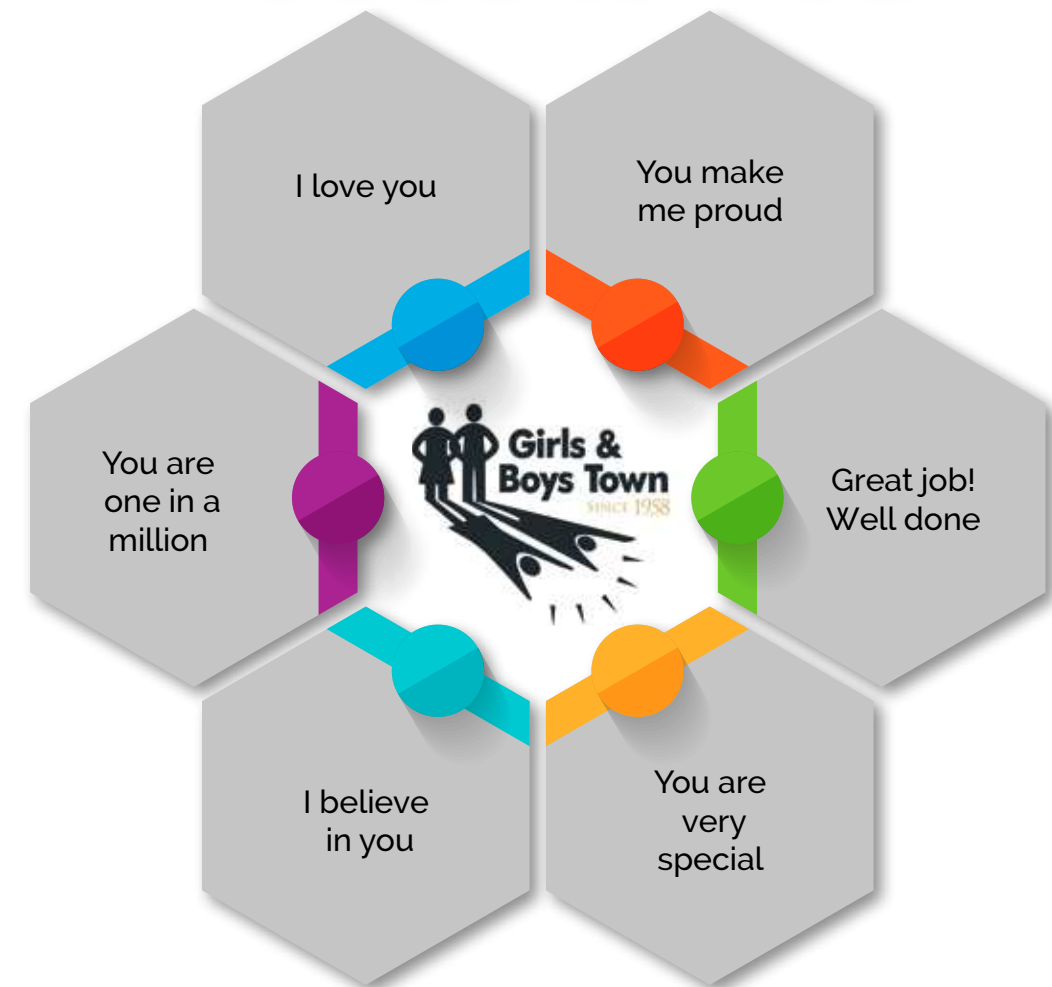 I love you
You make
me proud
You are
one in a
million
Girls &
Boys Town
SINCE 1958
Great job!
Well done
I believe
in you
You are
very
special